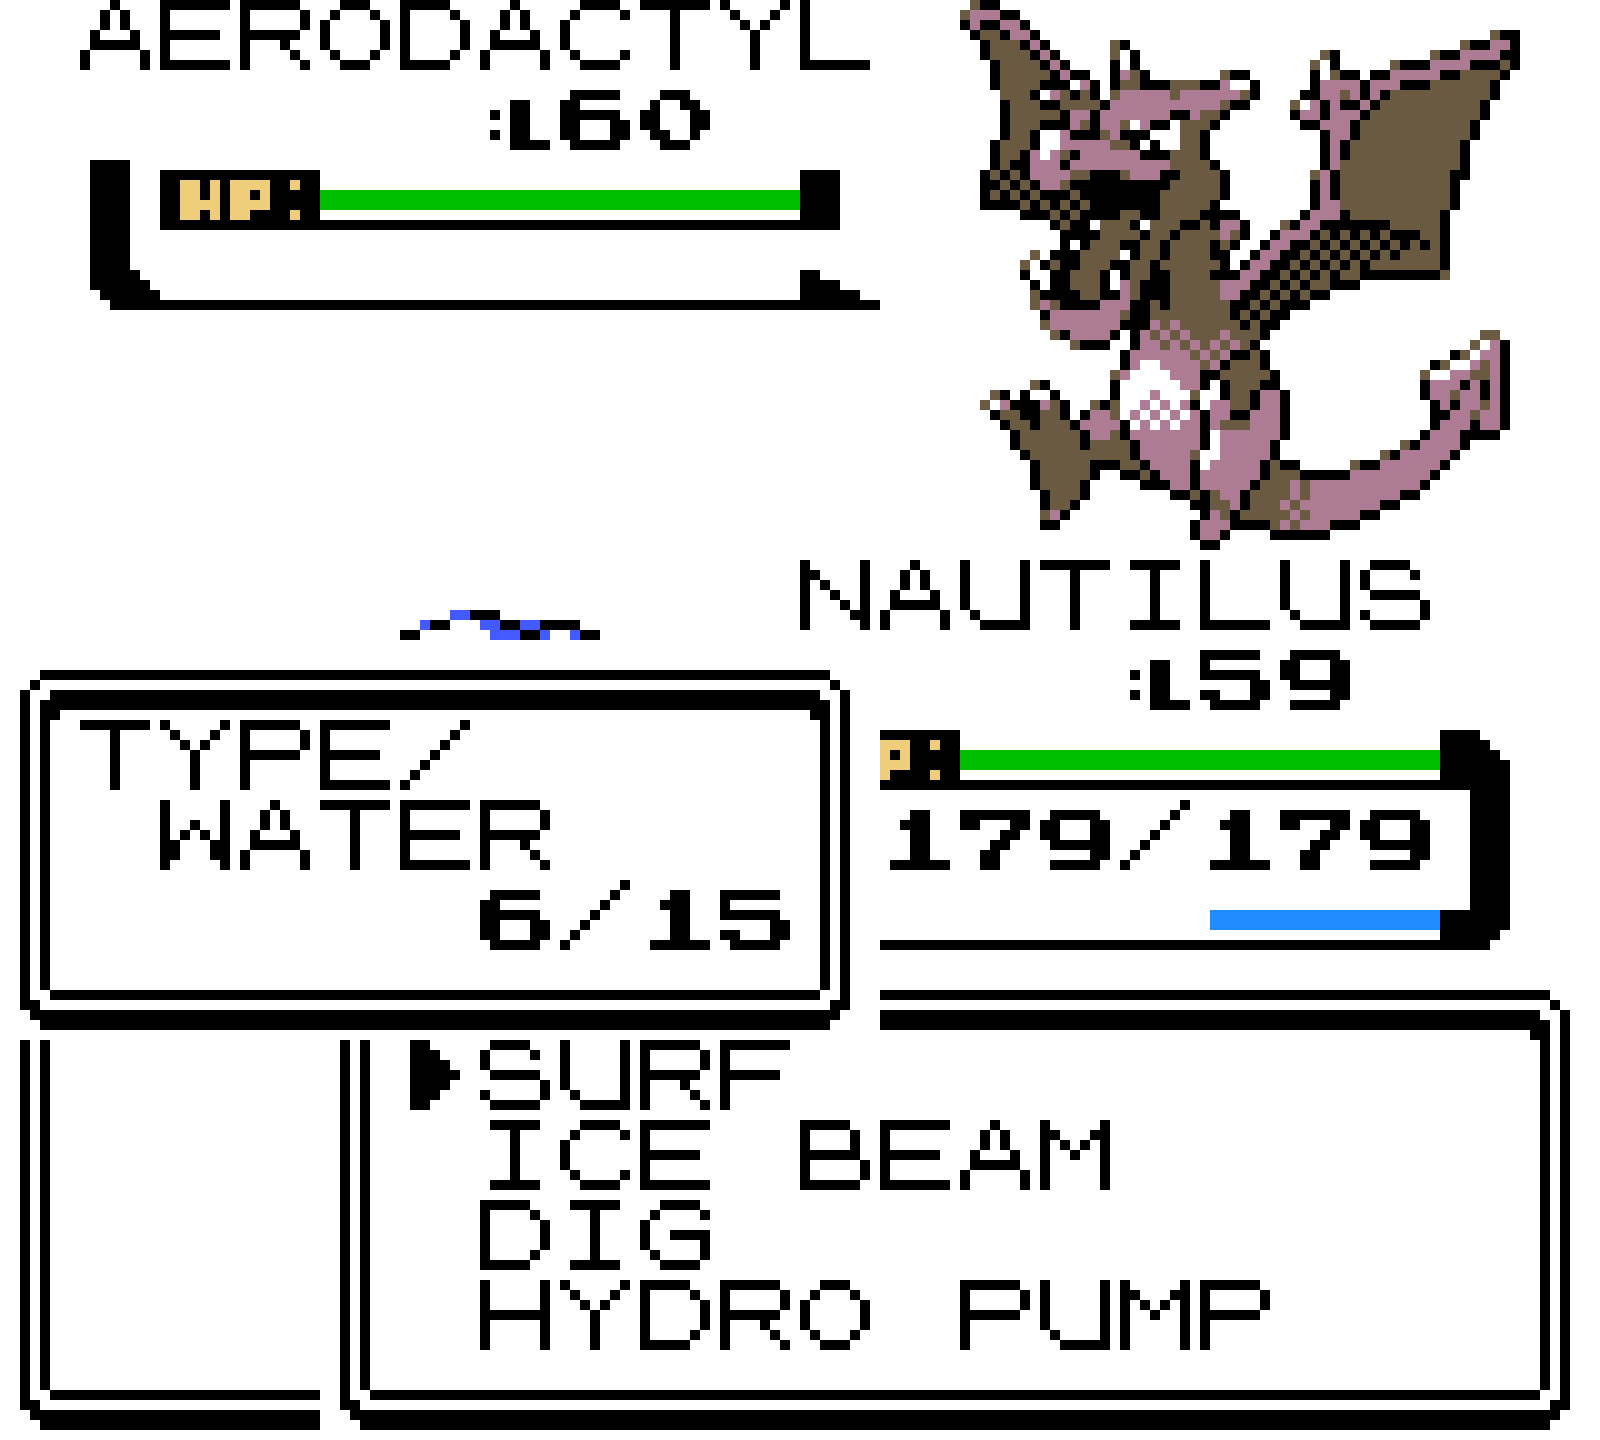 AERODACTYL
:L60
HP:
NAUTILUS
:L59
P:
179/179
TYPE/
WATER
6/15
▶SURF
ICE BEAM
DIG
HYDRO PUMP